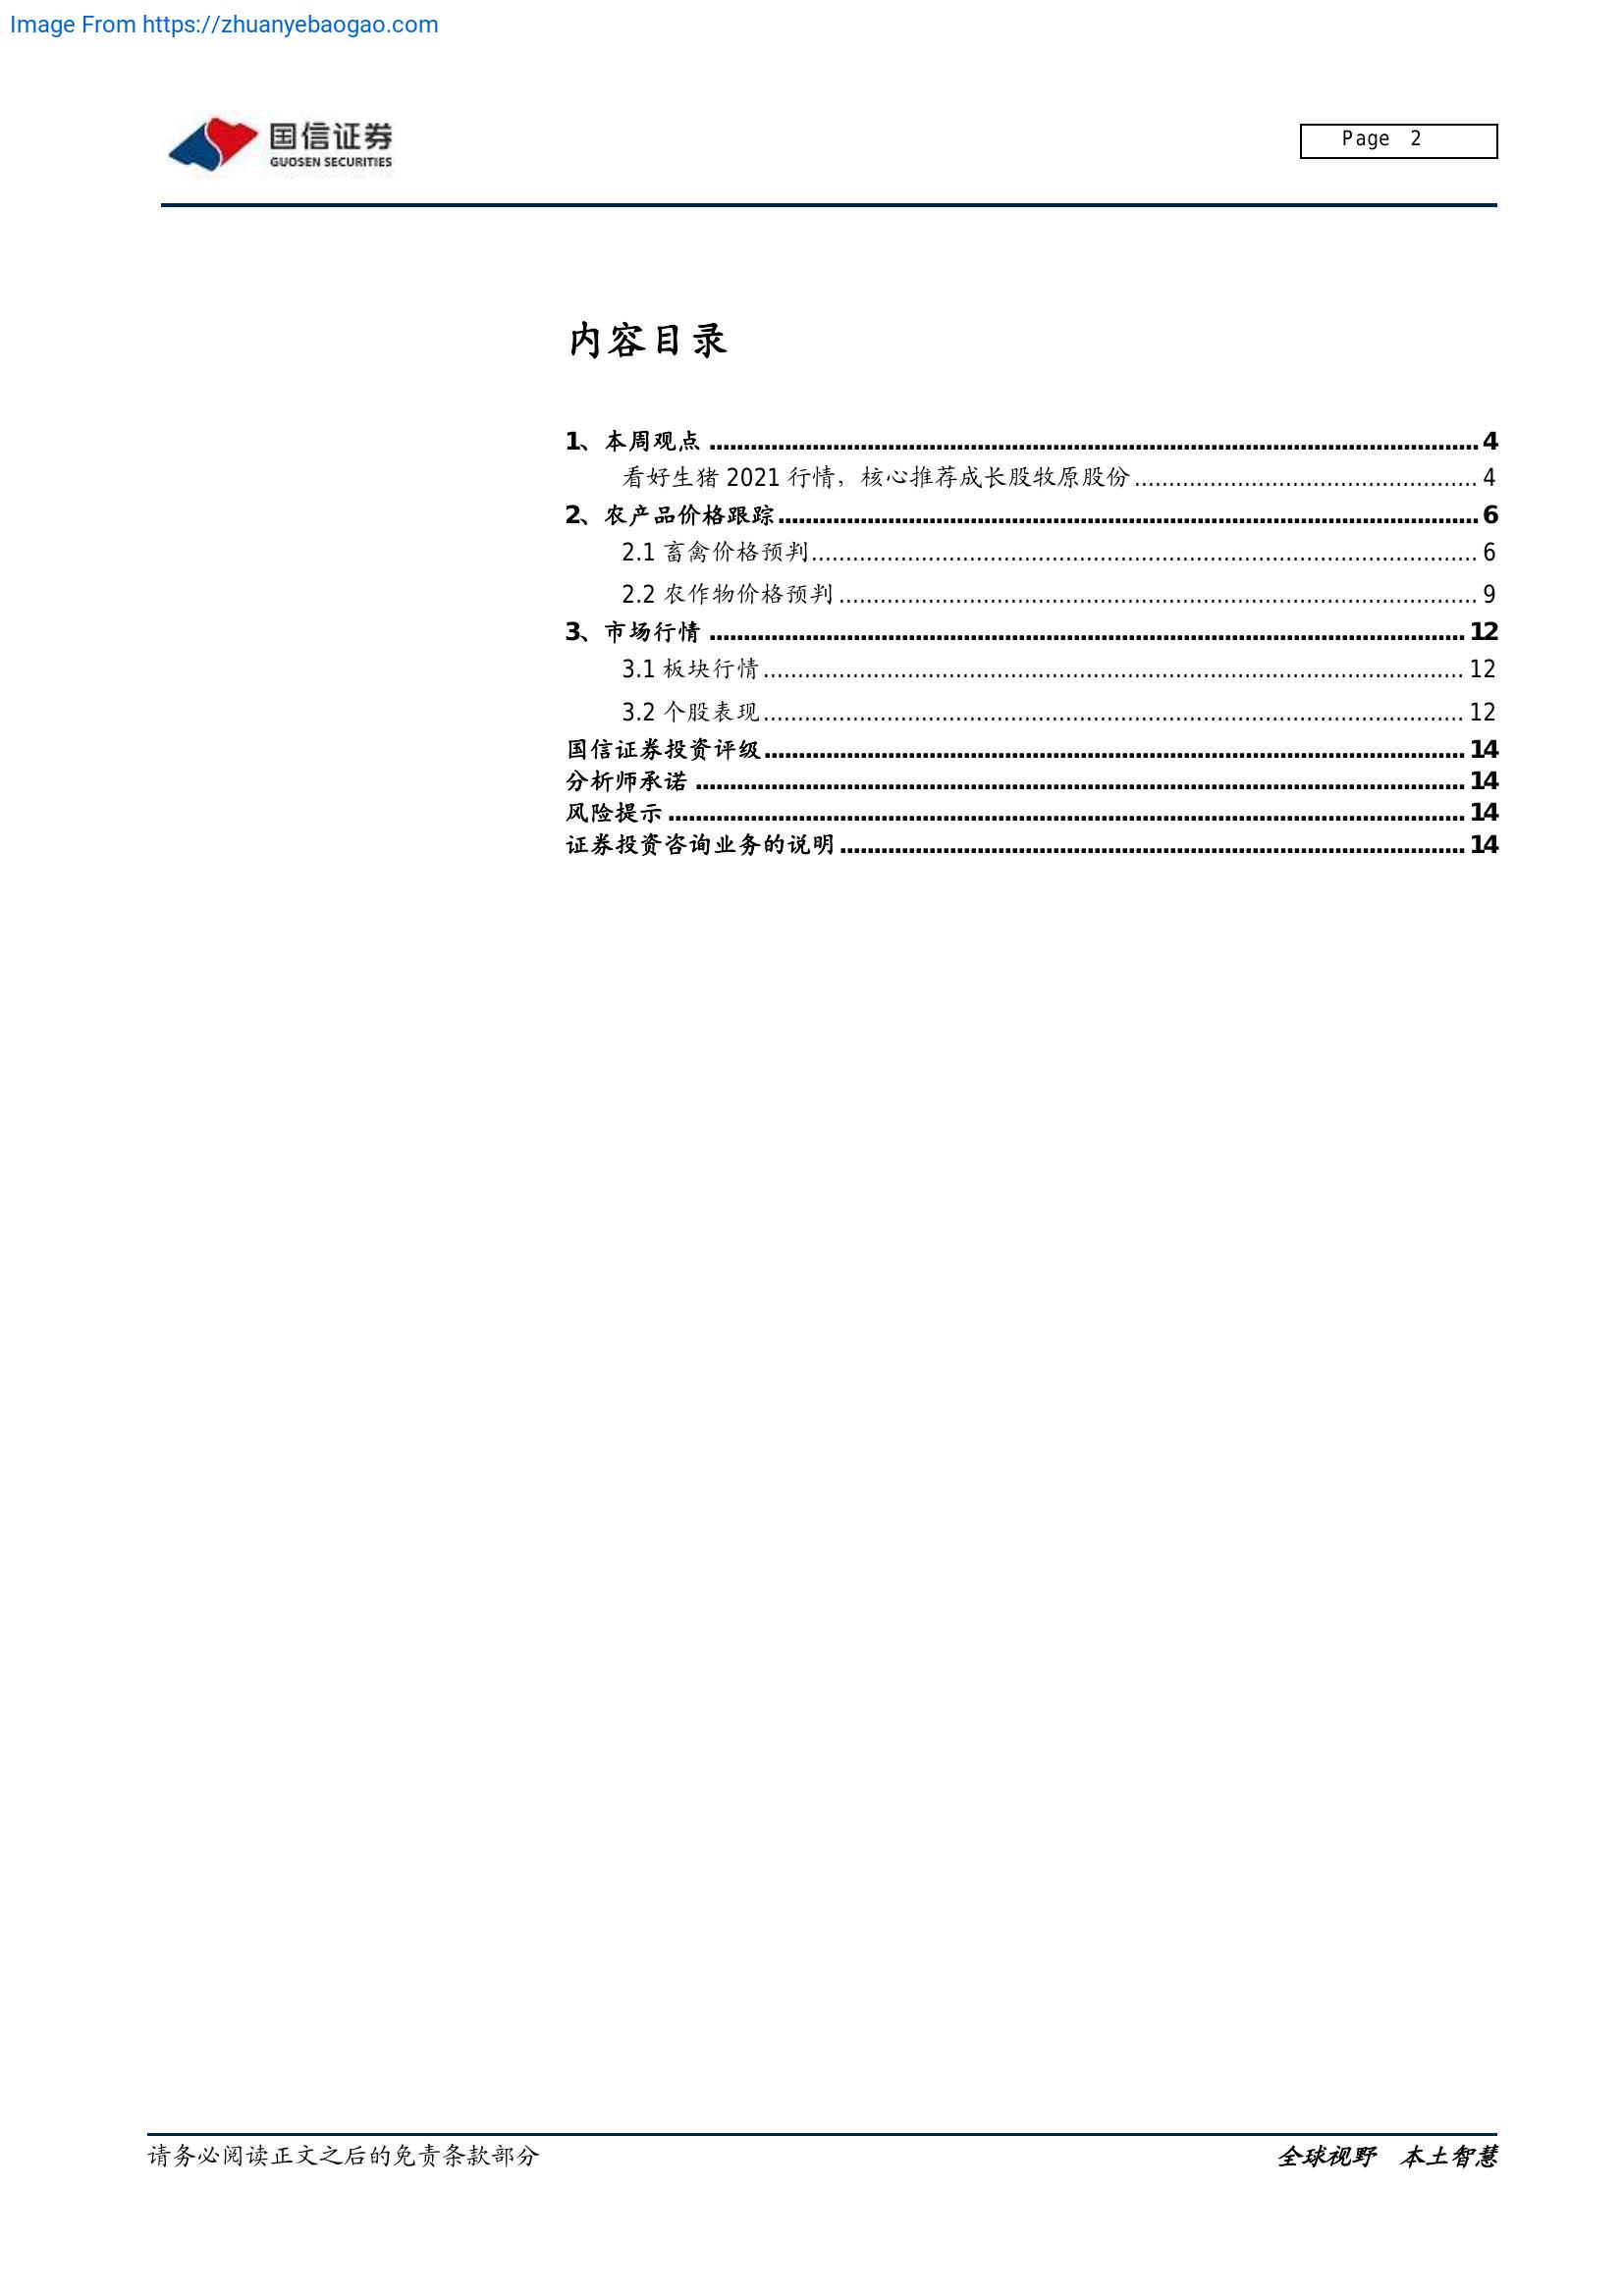 Image From https://zhuanyebaogao.com
国信证券
GUOSEN SECURITIES
Page 2
内容目录
1、本周观点 ........................................ 4
看好生猪 2021 行情，核心推荐成长股牧原股份 ........................................ 4
2、农产品价格跟踪 ........................................ 6
2.1 畜禽价格预判 ........................................ 6
2.2 农作物价格预判 ........................................ 9
3、市场行情 ........................................ 12
3.1 板块行情 ........................................ 12
3.2 个股表现 ........................................ 12
国信证券投资评级 ........................................ 14
分析师承诺 ........................................ 14
风险提示 ........................................ 14
证券投资咨询业务的说明 ........................................ 14
请务必阅读正文之后的免责条款部分
全球视野 本土智慧